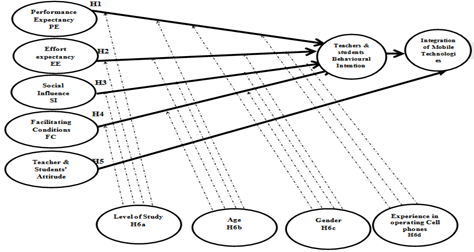 H1
Performance
Expectancy
PE
H2
Effort
expectancy
EE
H3
Social
Influence
SI
H4
Facilitating
Conditions
FC
H5
Teacher &
Students'
Attitude
Teachers &
students
Behavioural
Intention
Integration
of Mobile
Technologi
es
Level of Study
H6a
Age
H6b
Gender
H6c
Experience in
operating Cell
phones
H6d